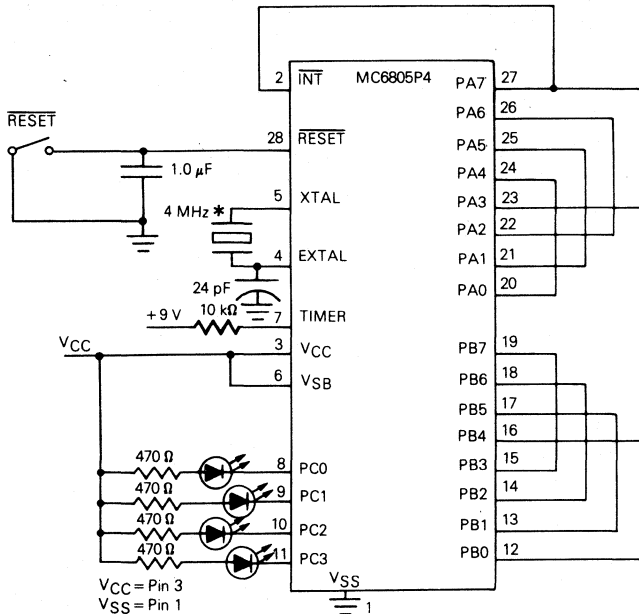 MC6805P4
2 INT
PA7 27
PA6 26
RESET
28 RESET
PA5 25
1.0 µF
PA4 24
5 XTAL
PA3 23
4 MHz *
PA2 22
4 EXTAL
PA1 21
24 pF
PA0 20
+9 V 10 kΩ 7 TIMER
VCC 3 VCC
PB7 19
6 VSB
PB6 18
PB5 17
PB4 16
470 Ω 8 PC0
PB3 15
470 Ω 9 PC1
PB2 14
470 Ω 10 PC2
PB1 13
470 Ω 11 PC3
PB0 12
VCC = Pin 3
VSS = Pin 1
VSS
1